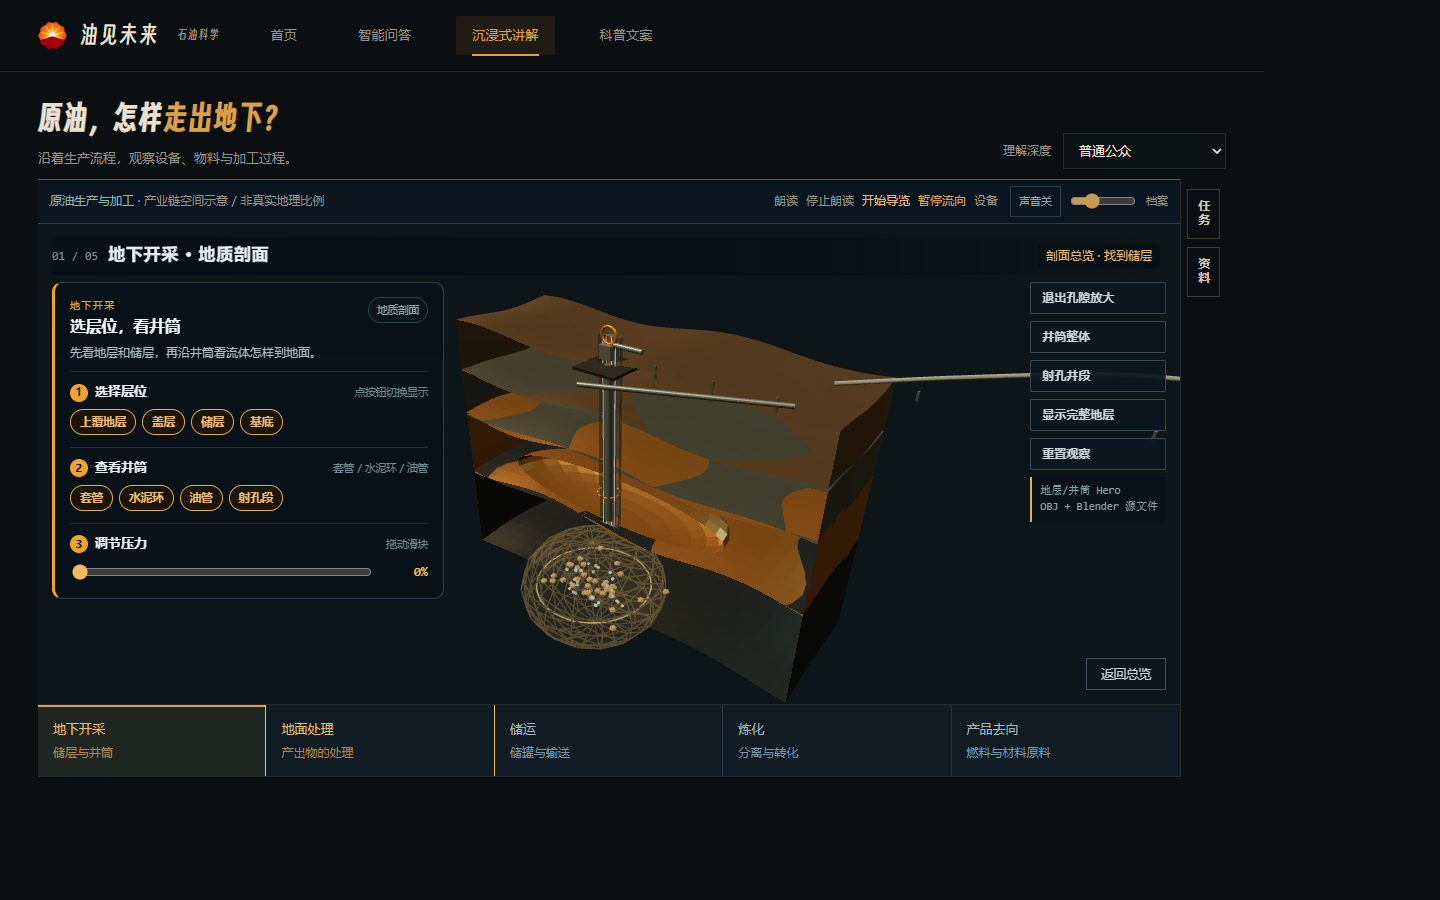 油见未来 石油科学 首页 智能问答 沉浸式讲解 科普文案
原油，怎样走出地下？
沿着生产流程，观察设备、物料与加工过程。
理解深度 普通公众
原油生产与加工 · 产业链空间示意 / 非真实地理比例
朗读 停止朗读 开始导览 暂停流向 设备 声音关 档案
任务
资料
01 / 05 地下开采 • 地质剖面
剖面总览 · 找到储层
地下开采
地质剖面
选层位，看井筒
先看地层和储层，再沿井筒看流体怎样到地面。
1 选择层位 点按钮切换显示
上覆地层 盖层 储层 基底
2 查看井筒 套管 / 水泥环 / 油管
套管 水泥环 油管 射孔段
3 调节压力 拖动滑块
0%
退出孔隙放大
井筒整体
射孔井段
显示完整地层
重置观察
地层/井筒 Hero
OBJ + Blender 源文件
返回总览
地下开采
储层与井筒
地面处理
产出物的处理
储运
储罐与输送
炼化
分离与转化
产品去向
燃料与材料原料